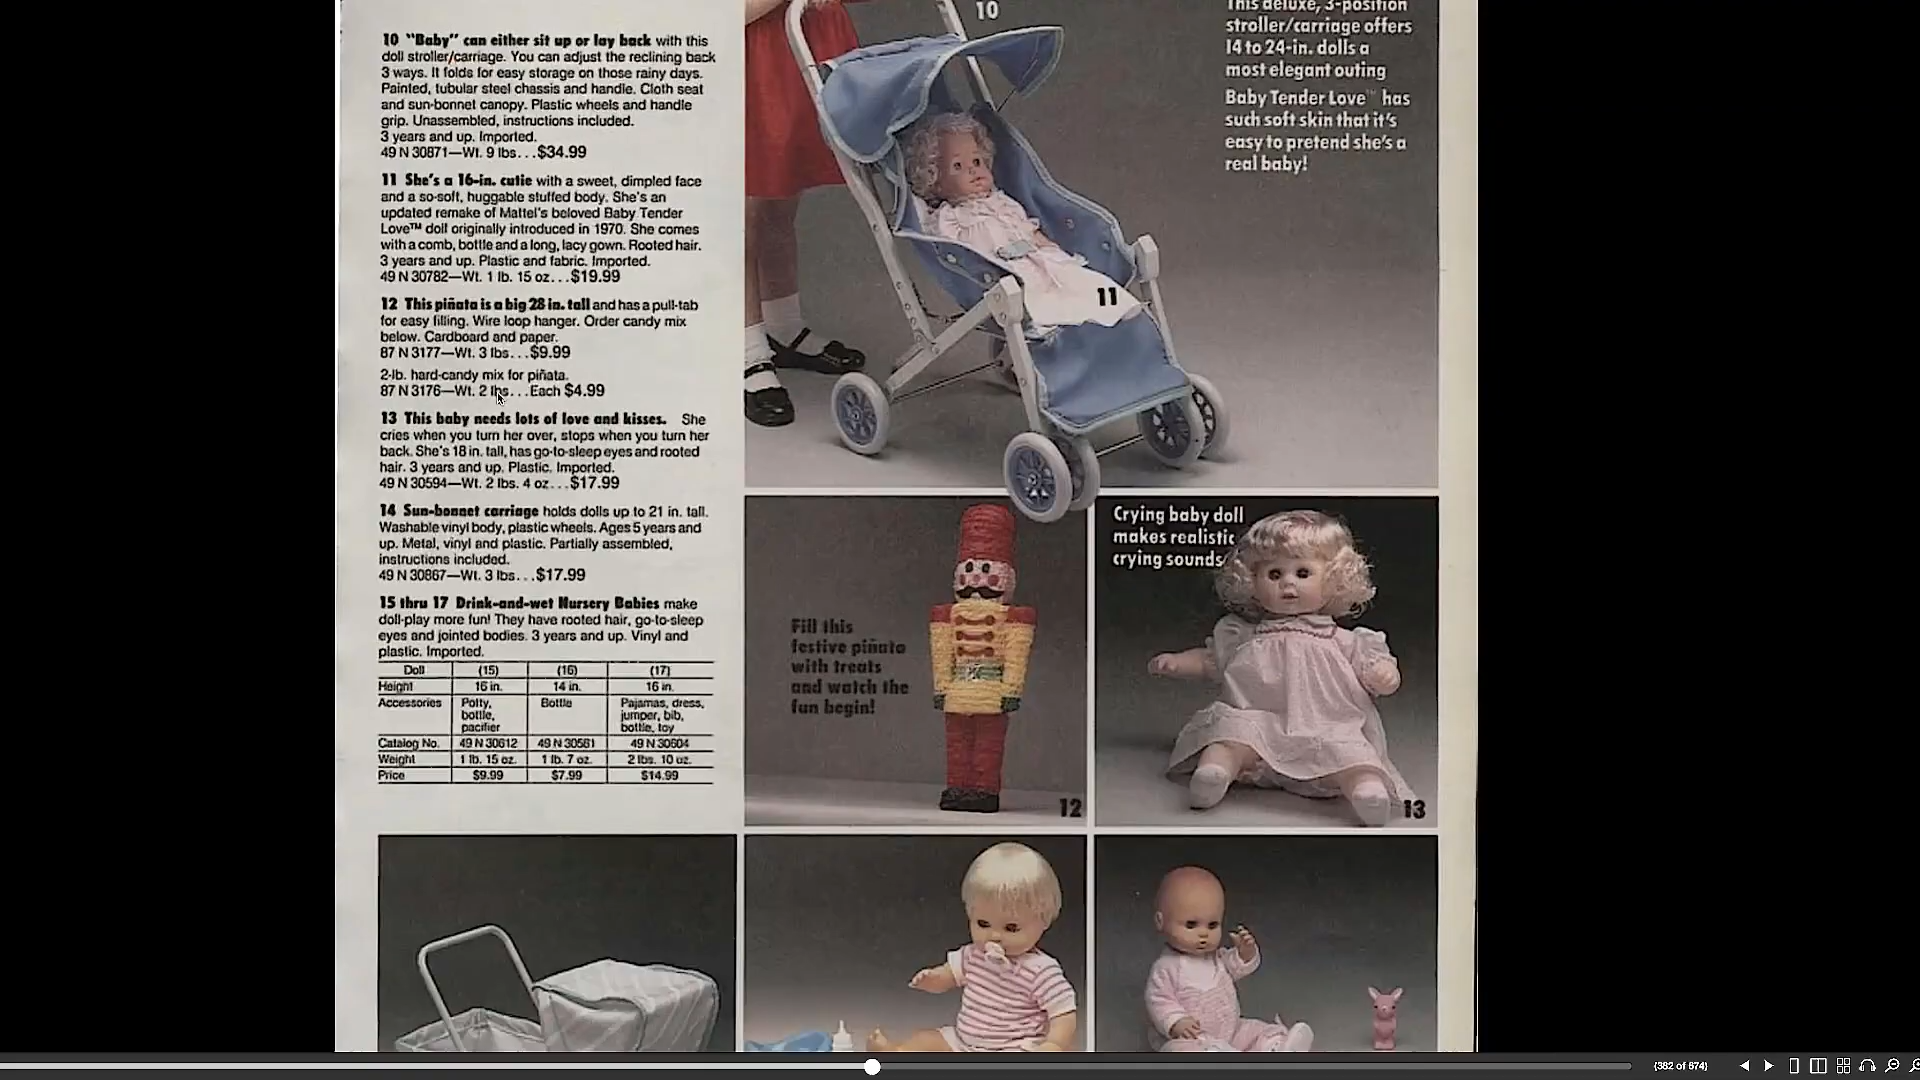 10 "Baby" can either sit up or lay back with this
doll stroller/carriage. You can adjust the reclining back
3 ways. It folds for easy storage on those rainy days.
Painted, tubular steel chassis and handle. Cloth seat
and sun-bonnet canopy. Plastic wheels and handle
grip. Unassembled, instructions included.
3 years and up. Imported.
49 N 30871—Wt. 9 lbs...$34.99
11 She's a 16-in. cutie with a sweet, dimpled face
and a so-soft, huggable stuffed body. She's an
updated remake of Mattel's beloved Baby Tender
Love™ doll originally introduced in 1970. She comes
with a comb, bottle and a long, lacy gown. Rooted hair.
3 years and up. Plastic and fabric. Imported.
49 N 30782—Wt. 1 lb. 15 oz...$19.99
12 This piñata is a big 28 in. tall and has a pull-tab
for easy filling. Wire loop hanger. Order candy mix
below. Cardboard and paper.
87 N 3177—Wt. 3 lbs...$9.99
2-lb. hard-candy mix for piñata.
87 N 3176—Wt. 2 lbs...Each $4.99
13 This baby needs lots of love and kisses. She
cries when you turn her over, stops when you turn her
back. She's 18 in. tall, has go-to-sleep eyes and rooted
hair. 3 years and up. Plastic. Imported.
49 N 30594—Wt. 2 lbs. 4 oz...$17.99
14 Sun-bonnet carriage holds dolls up to 21 in. tall.
Washable vinyl body, plastic wheels. Ages 5 years and
up. Metal, vinyl and plastic. Partially assembled,
instructions included.
49 N 30867—Wt. 3 lbs...$17.99
15 thru 17 Drink-and-wet Nursery Babies make
doll-play more fun! They have rooted hair, go-to-sleep
eyes and jointed bodies. 3 years and up. Vinyl and
plastic. Imported.
Doll (15) (16) (17)
Height 16 in. 14 in. 16 in.
Accessories Potty, Bottle Pajamas, dress,
bottle, jumper, bib,
pacifier bottle, toy
Catalog No. 49 N 30612 49 N 30561 49 N 30604
Weight 1 lb. 15 oz. 1 lb. 7 oz. 2 lbs. 10 oz.
Price $9.99 $7.99 $14.99
10
This deluxe, 3-position
stroller/carriage offers
14 to 24-in. dolls a
most elegant outing
Baby Tender Love™ has
such soft skin that it's
easy to pretend she's a
real baby!
11
Fill this
festive piñata
with treats
and watch the
fun begin!
12
Crying baby doll
makes realistic
crying sounds
13
(382 of 674)